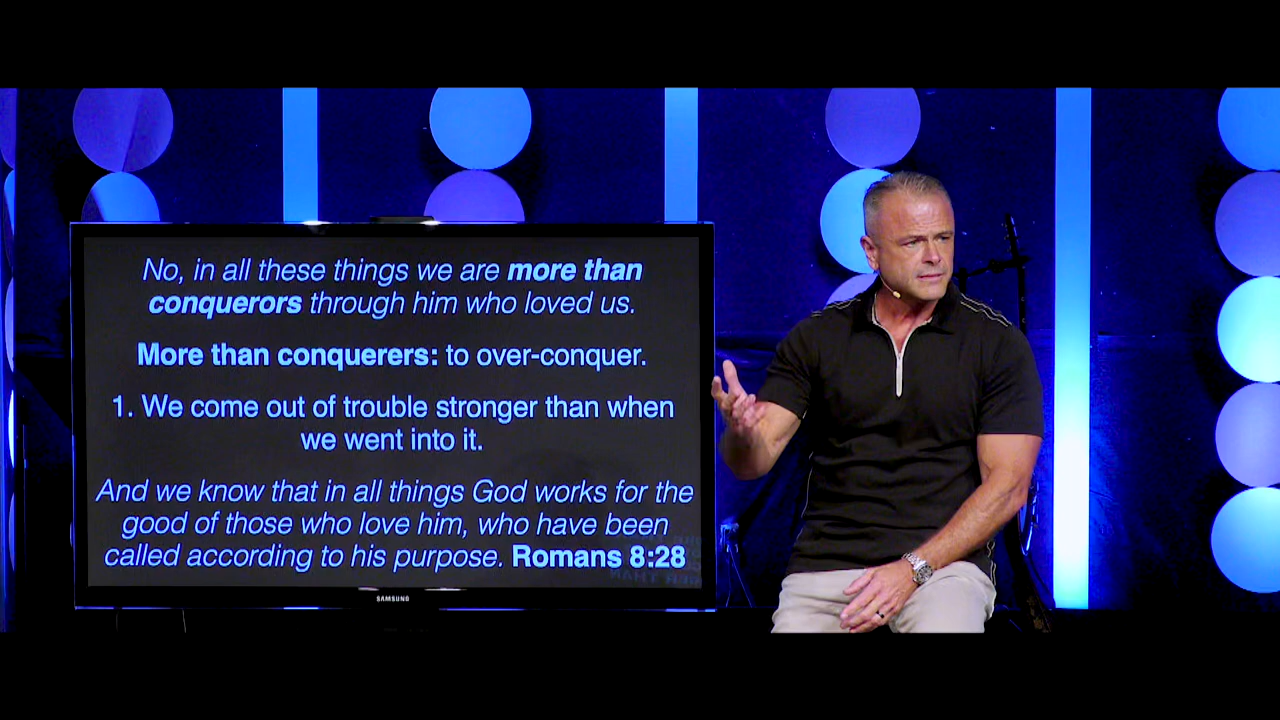 No, in all these things we are more than
conquerors through him who loved us.
More than conquerers: to over-conquer.
1. We come out of trouble stronger than when
we went into it.
And we know that in all things God works for the
good of those who love him, who have been
called according to his purpose. Romans 8:28
SAMSUNG